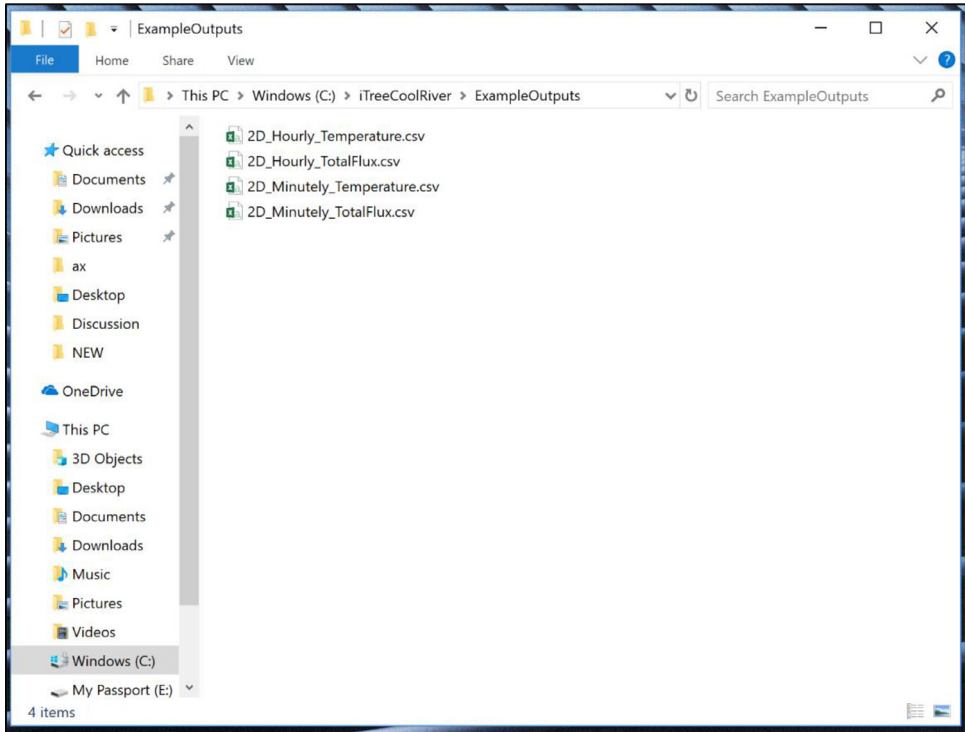 ExampleOutputs
File Home Share View
This PC > Windows (C:) > iTreeCoolRiver > ExampleOutputs Search ExampleOutputs
Quick access
Documents
Downloads
Pictures
ax
Desktop
Discussion
NEW
OneDrive
This PC
3D Objects
Desktop
Documents
Downloads
Music
Pictures
Videos
Windows (C:)
My Passport (E:)
2D_Hourly_Temperature.csv
2D_Hourly_TotalFlux.csv
2D_Minutely_Temperature.csv
2D_Minutely_TotalFlux.csv
4 items